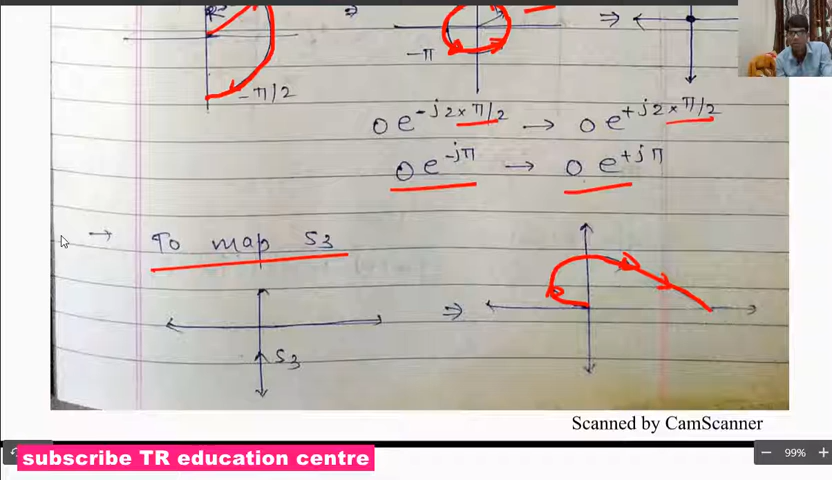 R
⇒
⇒
-π
-π/2
0 e^{-j2×π/2} → 0 e^{+j2×π/2}
0 e^{-jπ} → 0 e^{+jπ}
→ To map S3
⇒
S3
Scanned by CamScanner
subscribe TR education centre
99%